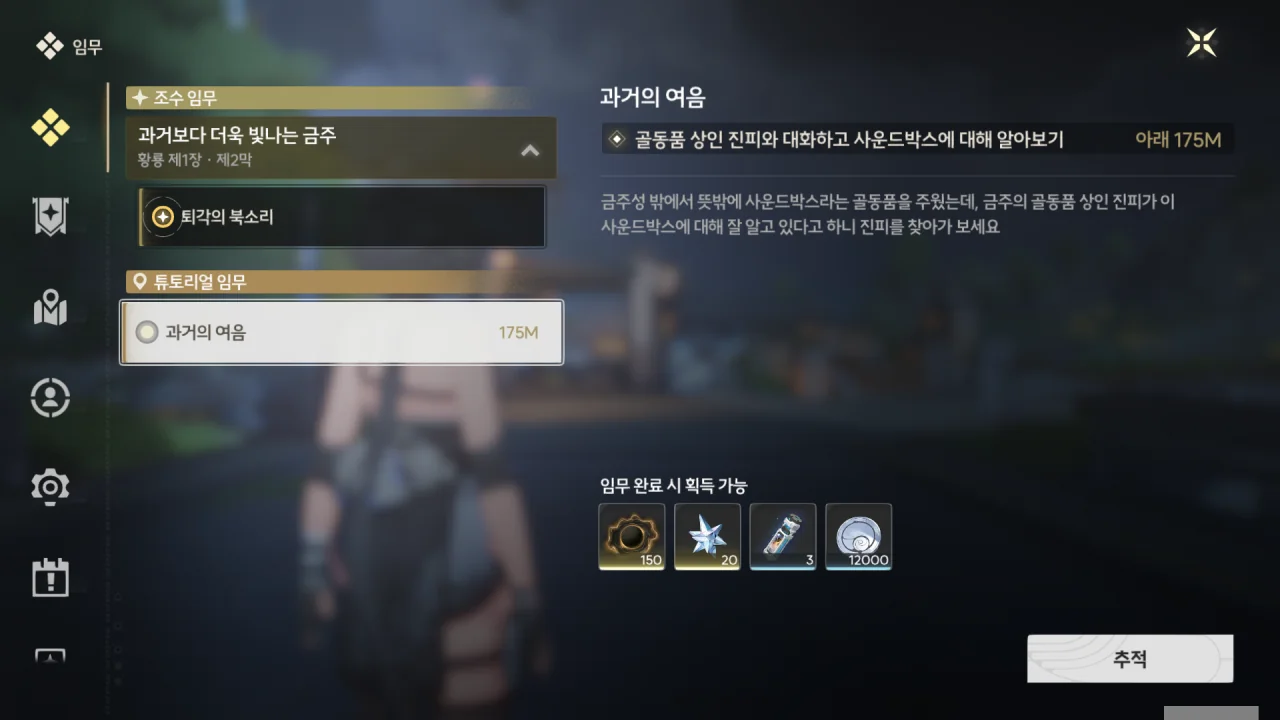 임무
조수 임무
과거보다 더욱 빛나는 금주
황룡 제1장 · 제2막
퇴각의 북소리
튜토리얼 임무
과거의 여음 175M
과거의 여음
골동품 상인 진피와 대화하고 사운드박스에 대해 알아보기 아래 175M
금주성 밖에서 뜻밖에 사운드박스라는 골동품을 주웠는데, 금주의 골동품 상인 진피가 이
사운드박스에 대해 잘 알고 있다고 하니 진피를 찾아가 보세요
임무 완료 시 획득 가능
150 20 3 12000
추적